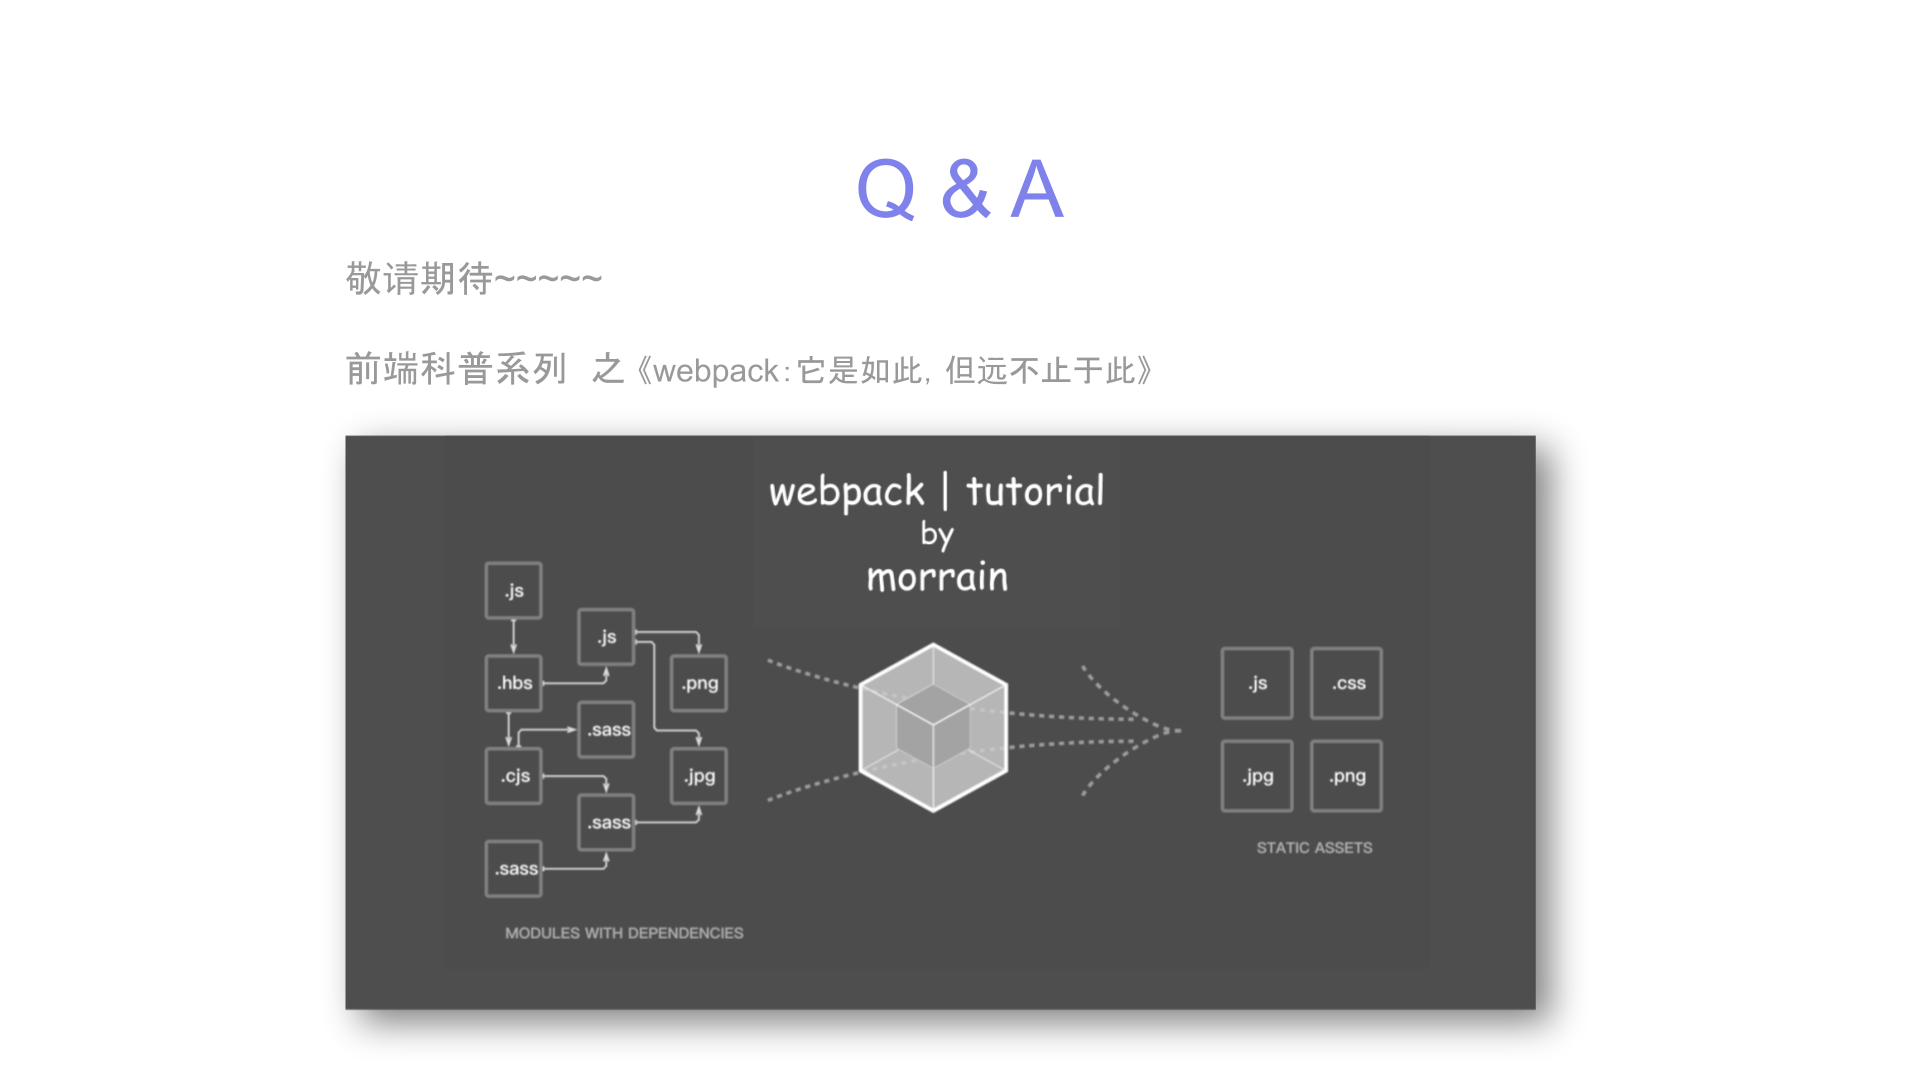 Q & A
敬请期待~~~~~
前端科普系列 之《webpack：它是如此，但远不止于此》
webpack | tutorial
by
morrain
.js
.js
.hbs
.png
.sass
.cjs
.jpg
.sass
.sass
MODULES WITH DEPENDENCIES
.js
.css
.jpg
.png
STATIC ASSETS